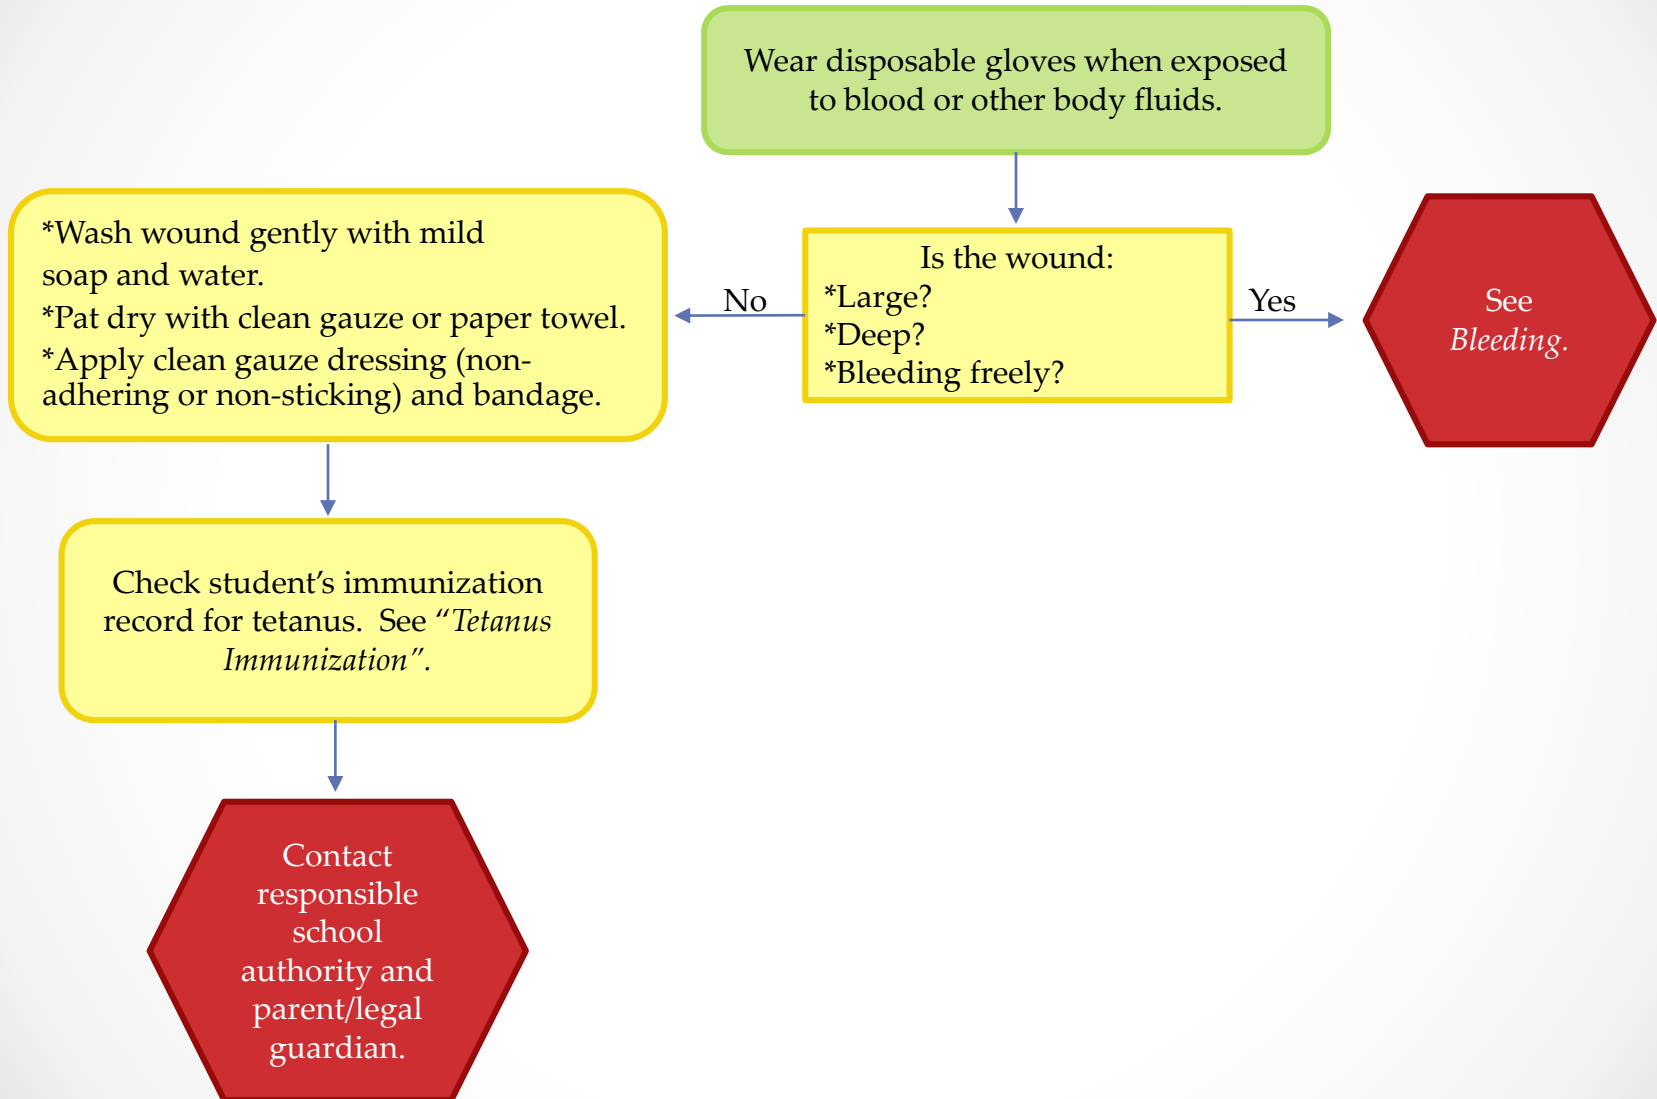 Wear disposable gloves when exposed
to blood or other body fluids.
Is the wound:
*Large?
*Deep?
*Bleeding freely?
No
Yes
*Wash wound gently with mild
soap and water.
*Pat dry with clean gauze or paper towel.
*Apply clean gauze dressing (non-
adhering or non-sticking) and bandage.
See
Bleeding.
Check student’s immunization
record for tetanus.  See “Tetanus
Immunization”.
Contact
responsible
school
authority and
parent/legal
guardian.